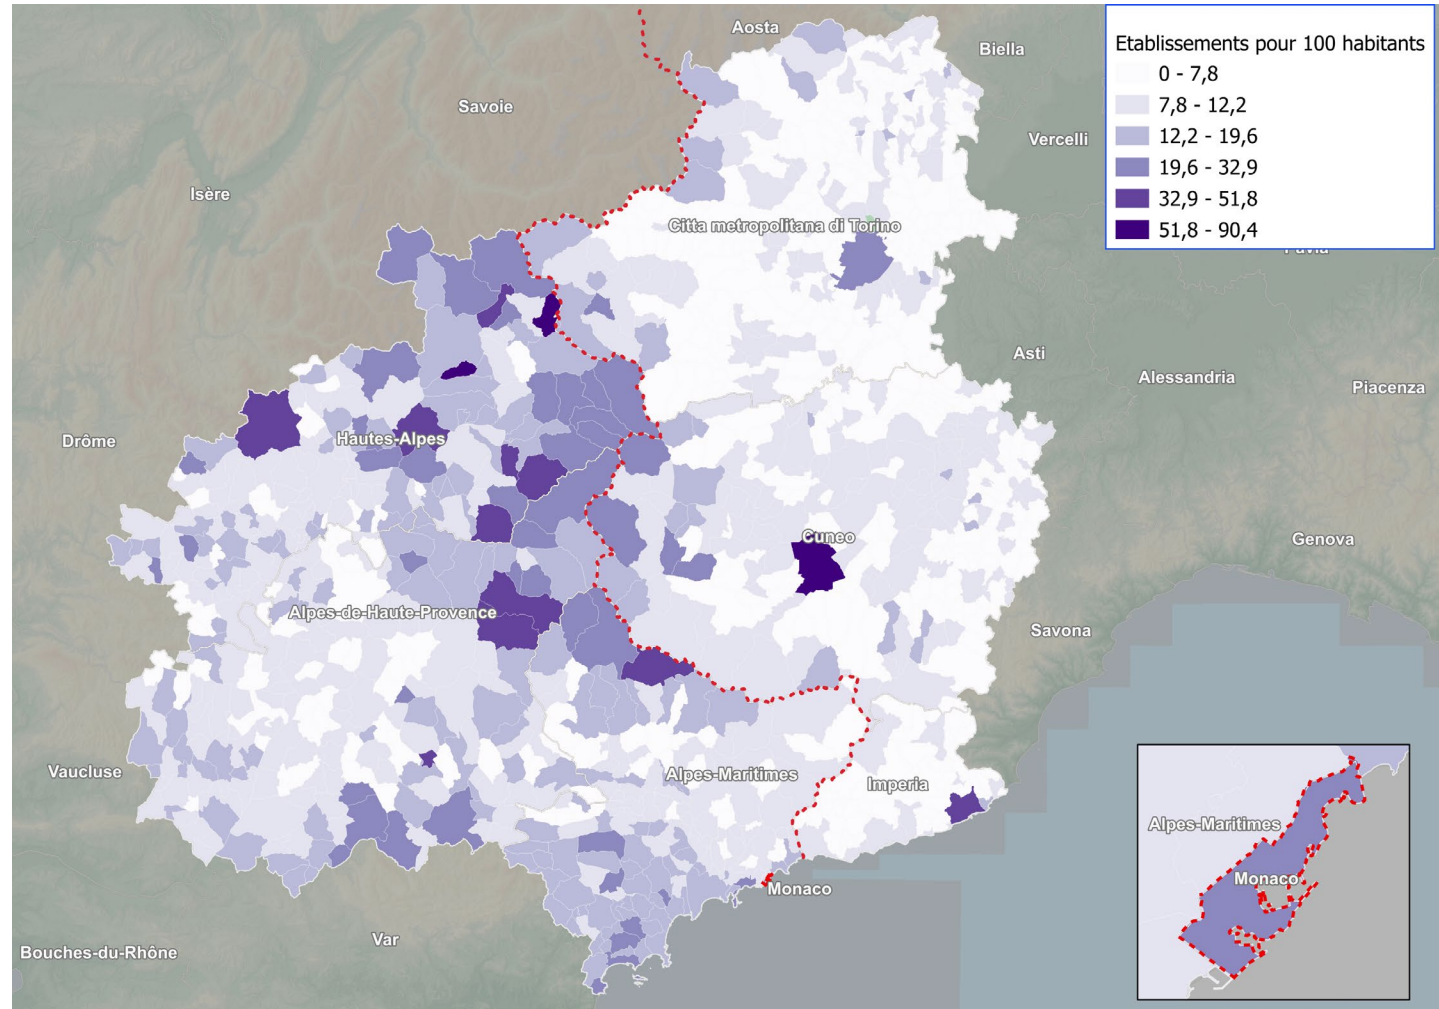 Etablissements pour 100 habitants
0 - 7,8
7,8 - 12,2
12,2 - 19,6
19,6 - 32,9
32,9 - 51,8
51,8 - 90,4
Aosta
Biella
Savoie
Vercelli
Isère
Citta metropolitana di Torino
Pavia
Asti
Alessandria
Piacenza
Drôme
Hautes-Alpes
Cuneo
Genova
Alpes-de-Haute-Provence
Savona
Vaucluse
Alpes-Maritimes
Imperia
Monaco
Var
Bouches-du-Rhône
Alpes-Maritimes
Monaco